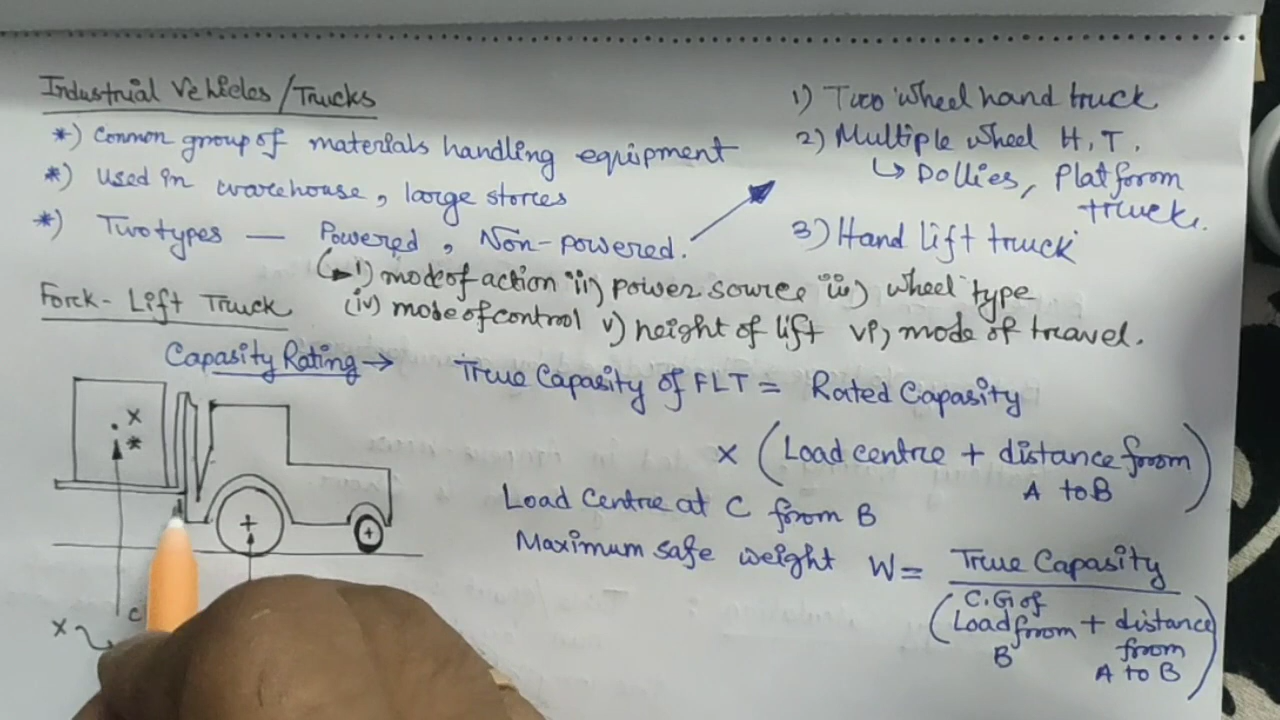 Industrial Vehicles/Trucks
*) Common group of materials handling equipment
*) Used in warehouse, large stores
*) Two types — Powered, Non-powered.
1) Two wheel hand truck
2) Multiple wheel H.T.
↳ Dollies, Platform
truck.
3) Hand lift truck
(→ i) mode of action ii) power source iii) wheel type
(iv) mode of control v) height of lift vi) mode of travel.
Fork-Lift Truck
Capasity Rating →
True Capasity of FLT = Rated Capasity
× (Load centre + distance from)
A to B
Load Centre at C from B
Maximum safe weight W = True Capasity
(C.G of
Load from + distance
B from
A to B)
x
*
+
+
C
x